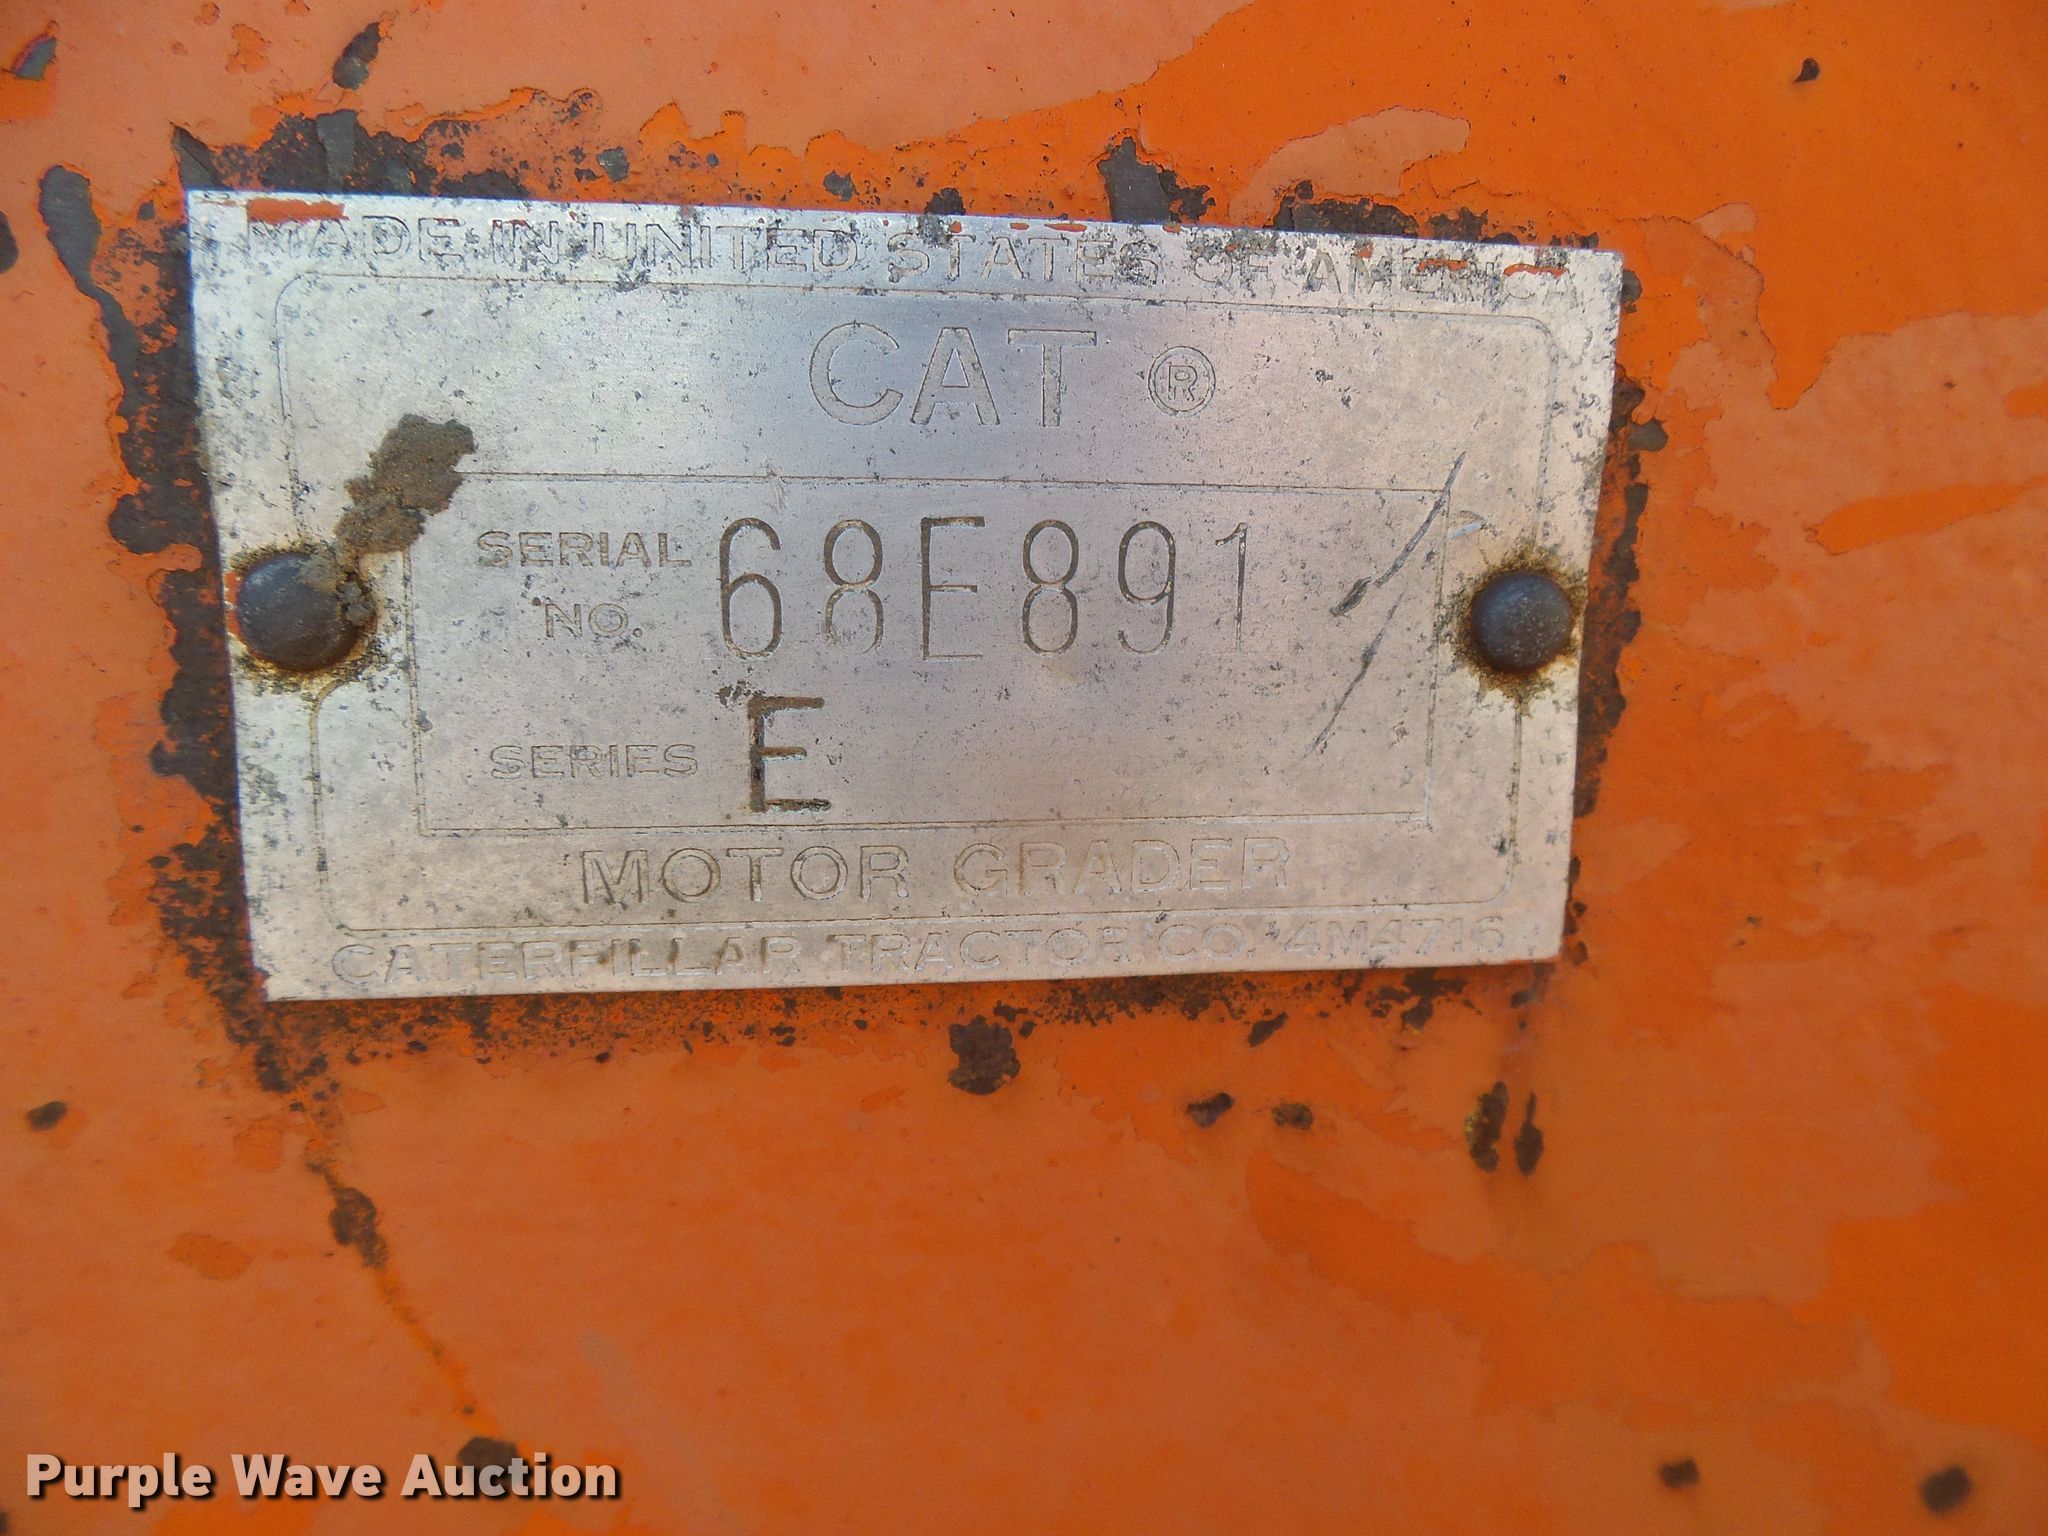 MADE IN UNITED STATES OF AMERICA
CAT ®
SERIAL NO. 68E891
SERIES E
MOTOR GRADER
CATERPILLAR TRACTOR CO. 4M4716
Purple Wave Auction